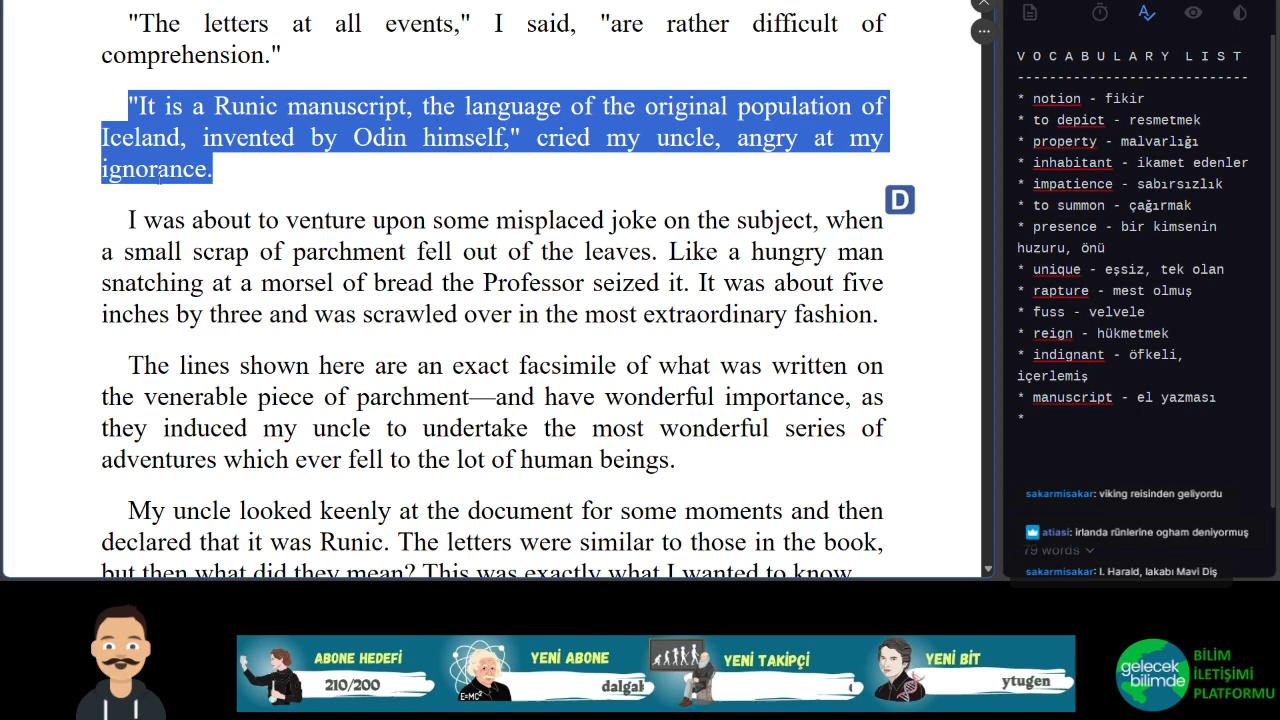 "The letters at all events," I said, "are rather difficult of
comprehension."
"It is a Runic manuscript, the language of the original population of
Iceland, invented by Odin himself," cried my uncle, angry at my
ignorance.
D
I was about to venture upon some misplaced joke on the subject, when
a small scrap of parchment fell out of the leaves. Like a hungry man
snatching at a morsel of bread the Professor seized it. It was about five
inches by three and was scrawled over in the most extraordinary fashion.
The lines shown here are an exact facsimile of what was written on
the venerable piece of parchment—and have wonderful importance, as
they induced my uncle to undertake the most wonderful series of
adventures which ever fell to the lot of human beings.
My uncle looked keenly at the document for some moments and then
declared that it was Runic. The letters were similar to those in the book,
but then what did they mean? This was exactly what I wanted to know.
VOCABULARY LIST
-----------------------------
* notion - fikir
* to depict - resmetmek
* property - malvarlığı
* inhabitant - ikamet edenler
* impatience - sabırsızlık
* to summon - çağırmak
* presence - bir kimsenin
huzuru, önü
* unique - eşsiz, tek olan
* rapture - mest olmuş
* fuss - velvele
* reign - hükmetmek
* indignant - öfkeli,
içerlemiş
* manuscript - el yazması
*
sakarmisakar: viking reisinden geliyordu
atiasi: irlanda rünlerine ogham deniyormuş
79 words
sakarmisakar: I. Harald, lakabı Mavi Diş
ABONE HEDEFİ
210/200
E=MC²
YENİ ABONE
dalgal
YENİ TAKİPÇİ
YENİ BİT
ytugen
gelecek
bilimde
BİLİM
İLETİŞİMİ
PLATFORMU